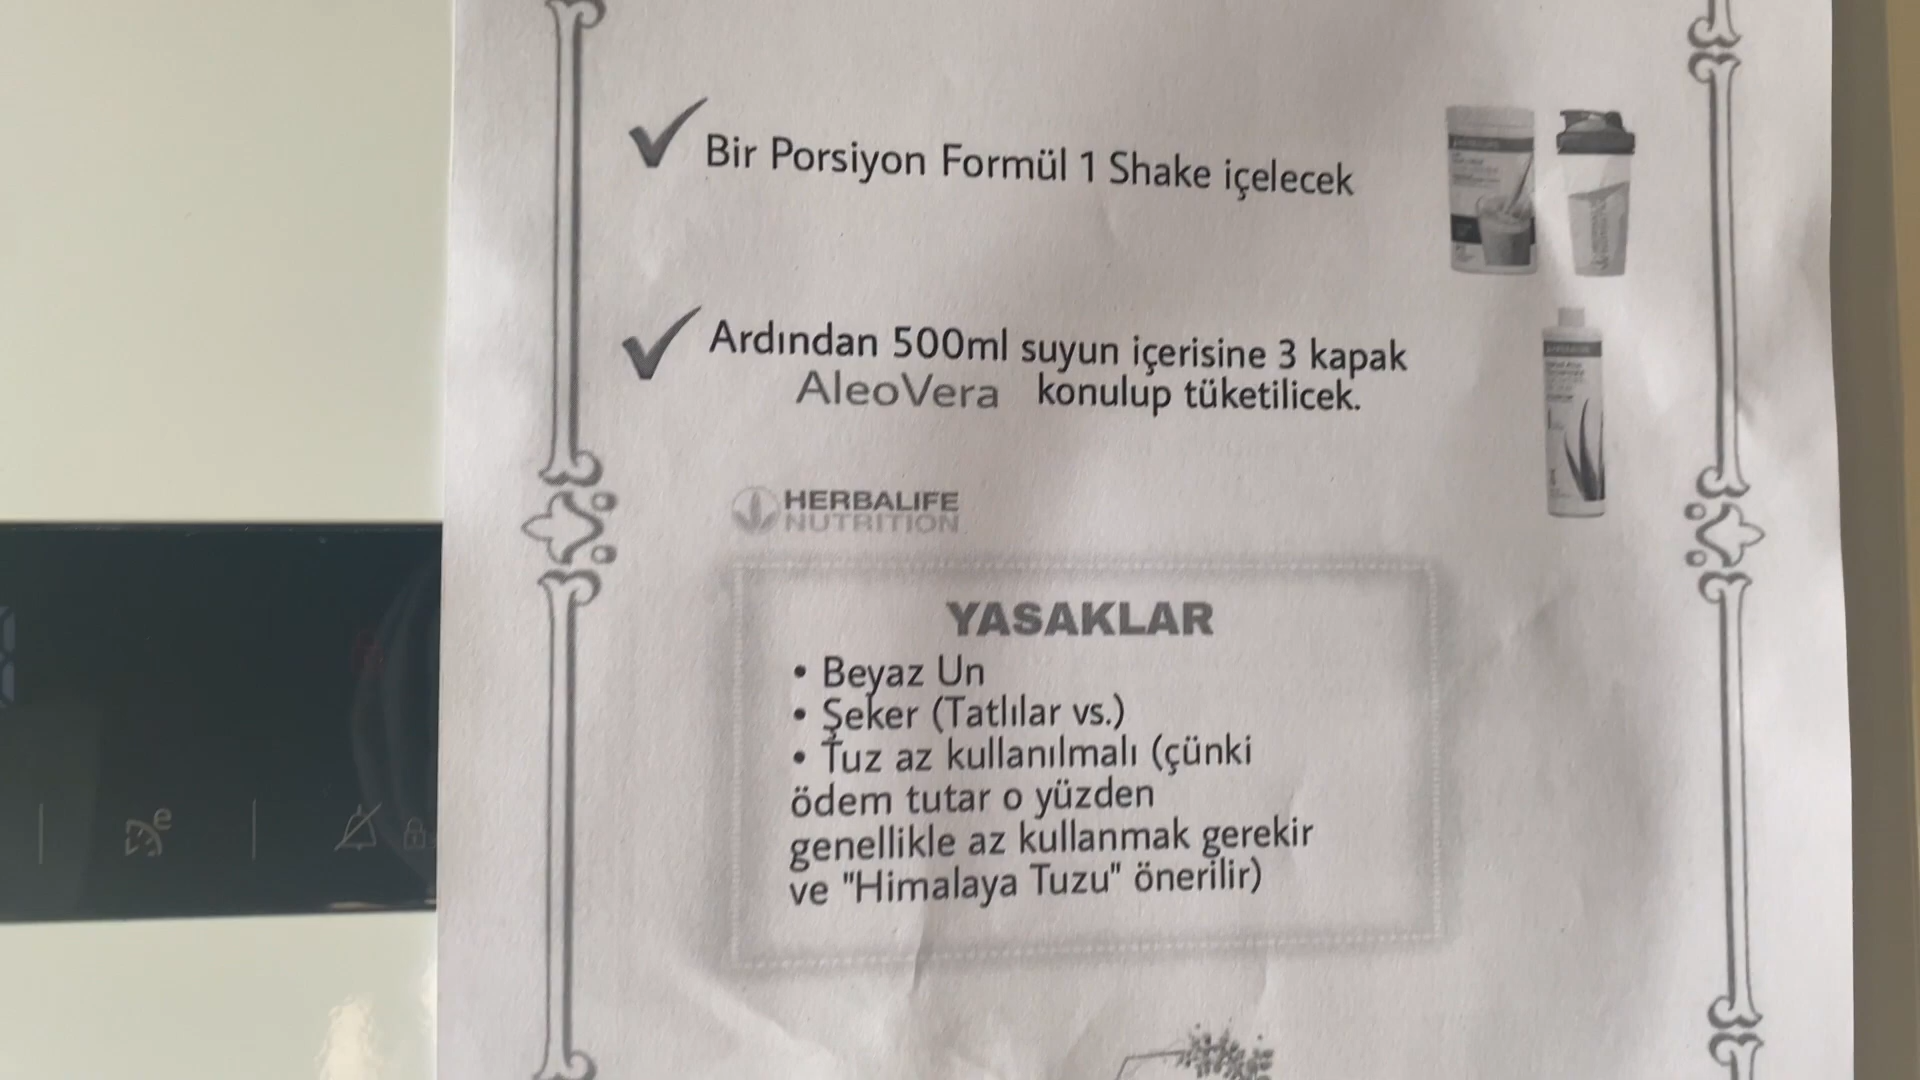 Bir Porsiyon Formül 1 Shake içelecek
Ardından 500ml suyun içerisine 3 kapak
AleoVera konulup tüketilicek.
HERBALIFE
NUTRITION
YASAKLAR
• Beyaz Un
• Şeker (Tatlılar vs.)
• Tuz az kullanılmalı (çünki
ödem tutar o yüzden
genellikle az kullanmak gerekir
ve "Himalaya Tuzu" önerilir)